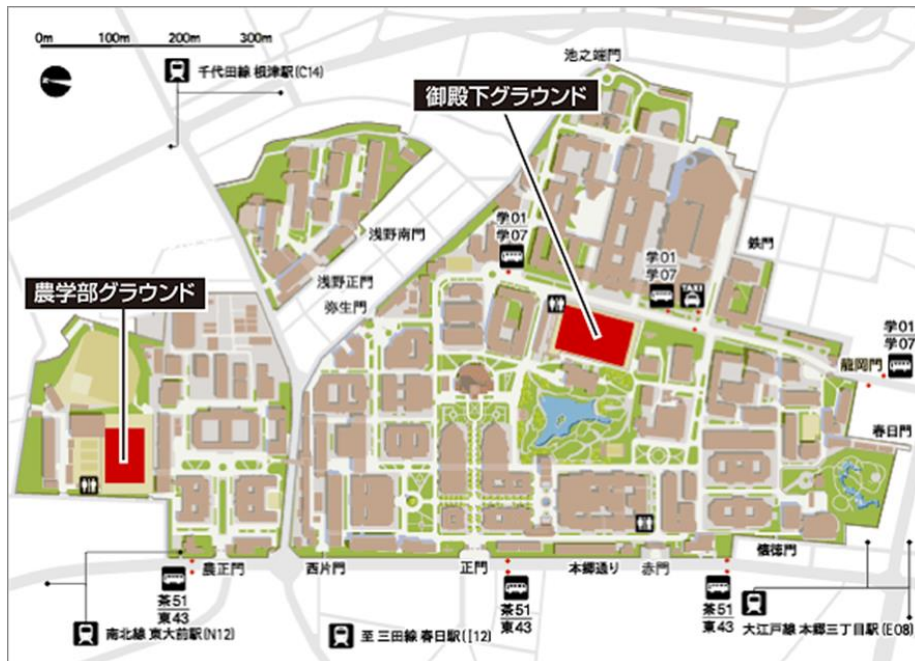 0m 100m 200m 300m
千代田線 根津駅(C14)
池之端門
御殿下グラウンド
浅野南門
学01
学07
学01
学07
TAXI
鉄門
浅野正門
農学部グラウンド
弥生門
学01
学07
龍岡門
春日門
農正門
西片門
正門
本郷通り
赤門
懐徳門
茶51
東43
茶51
東43
茶51
東43
南北線 東大前駅(N12)
至 三田線 春日駅(I12)
大江戸線 本郷三丁目駅(E08)